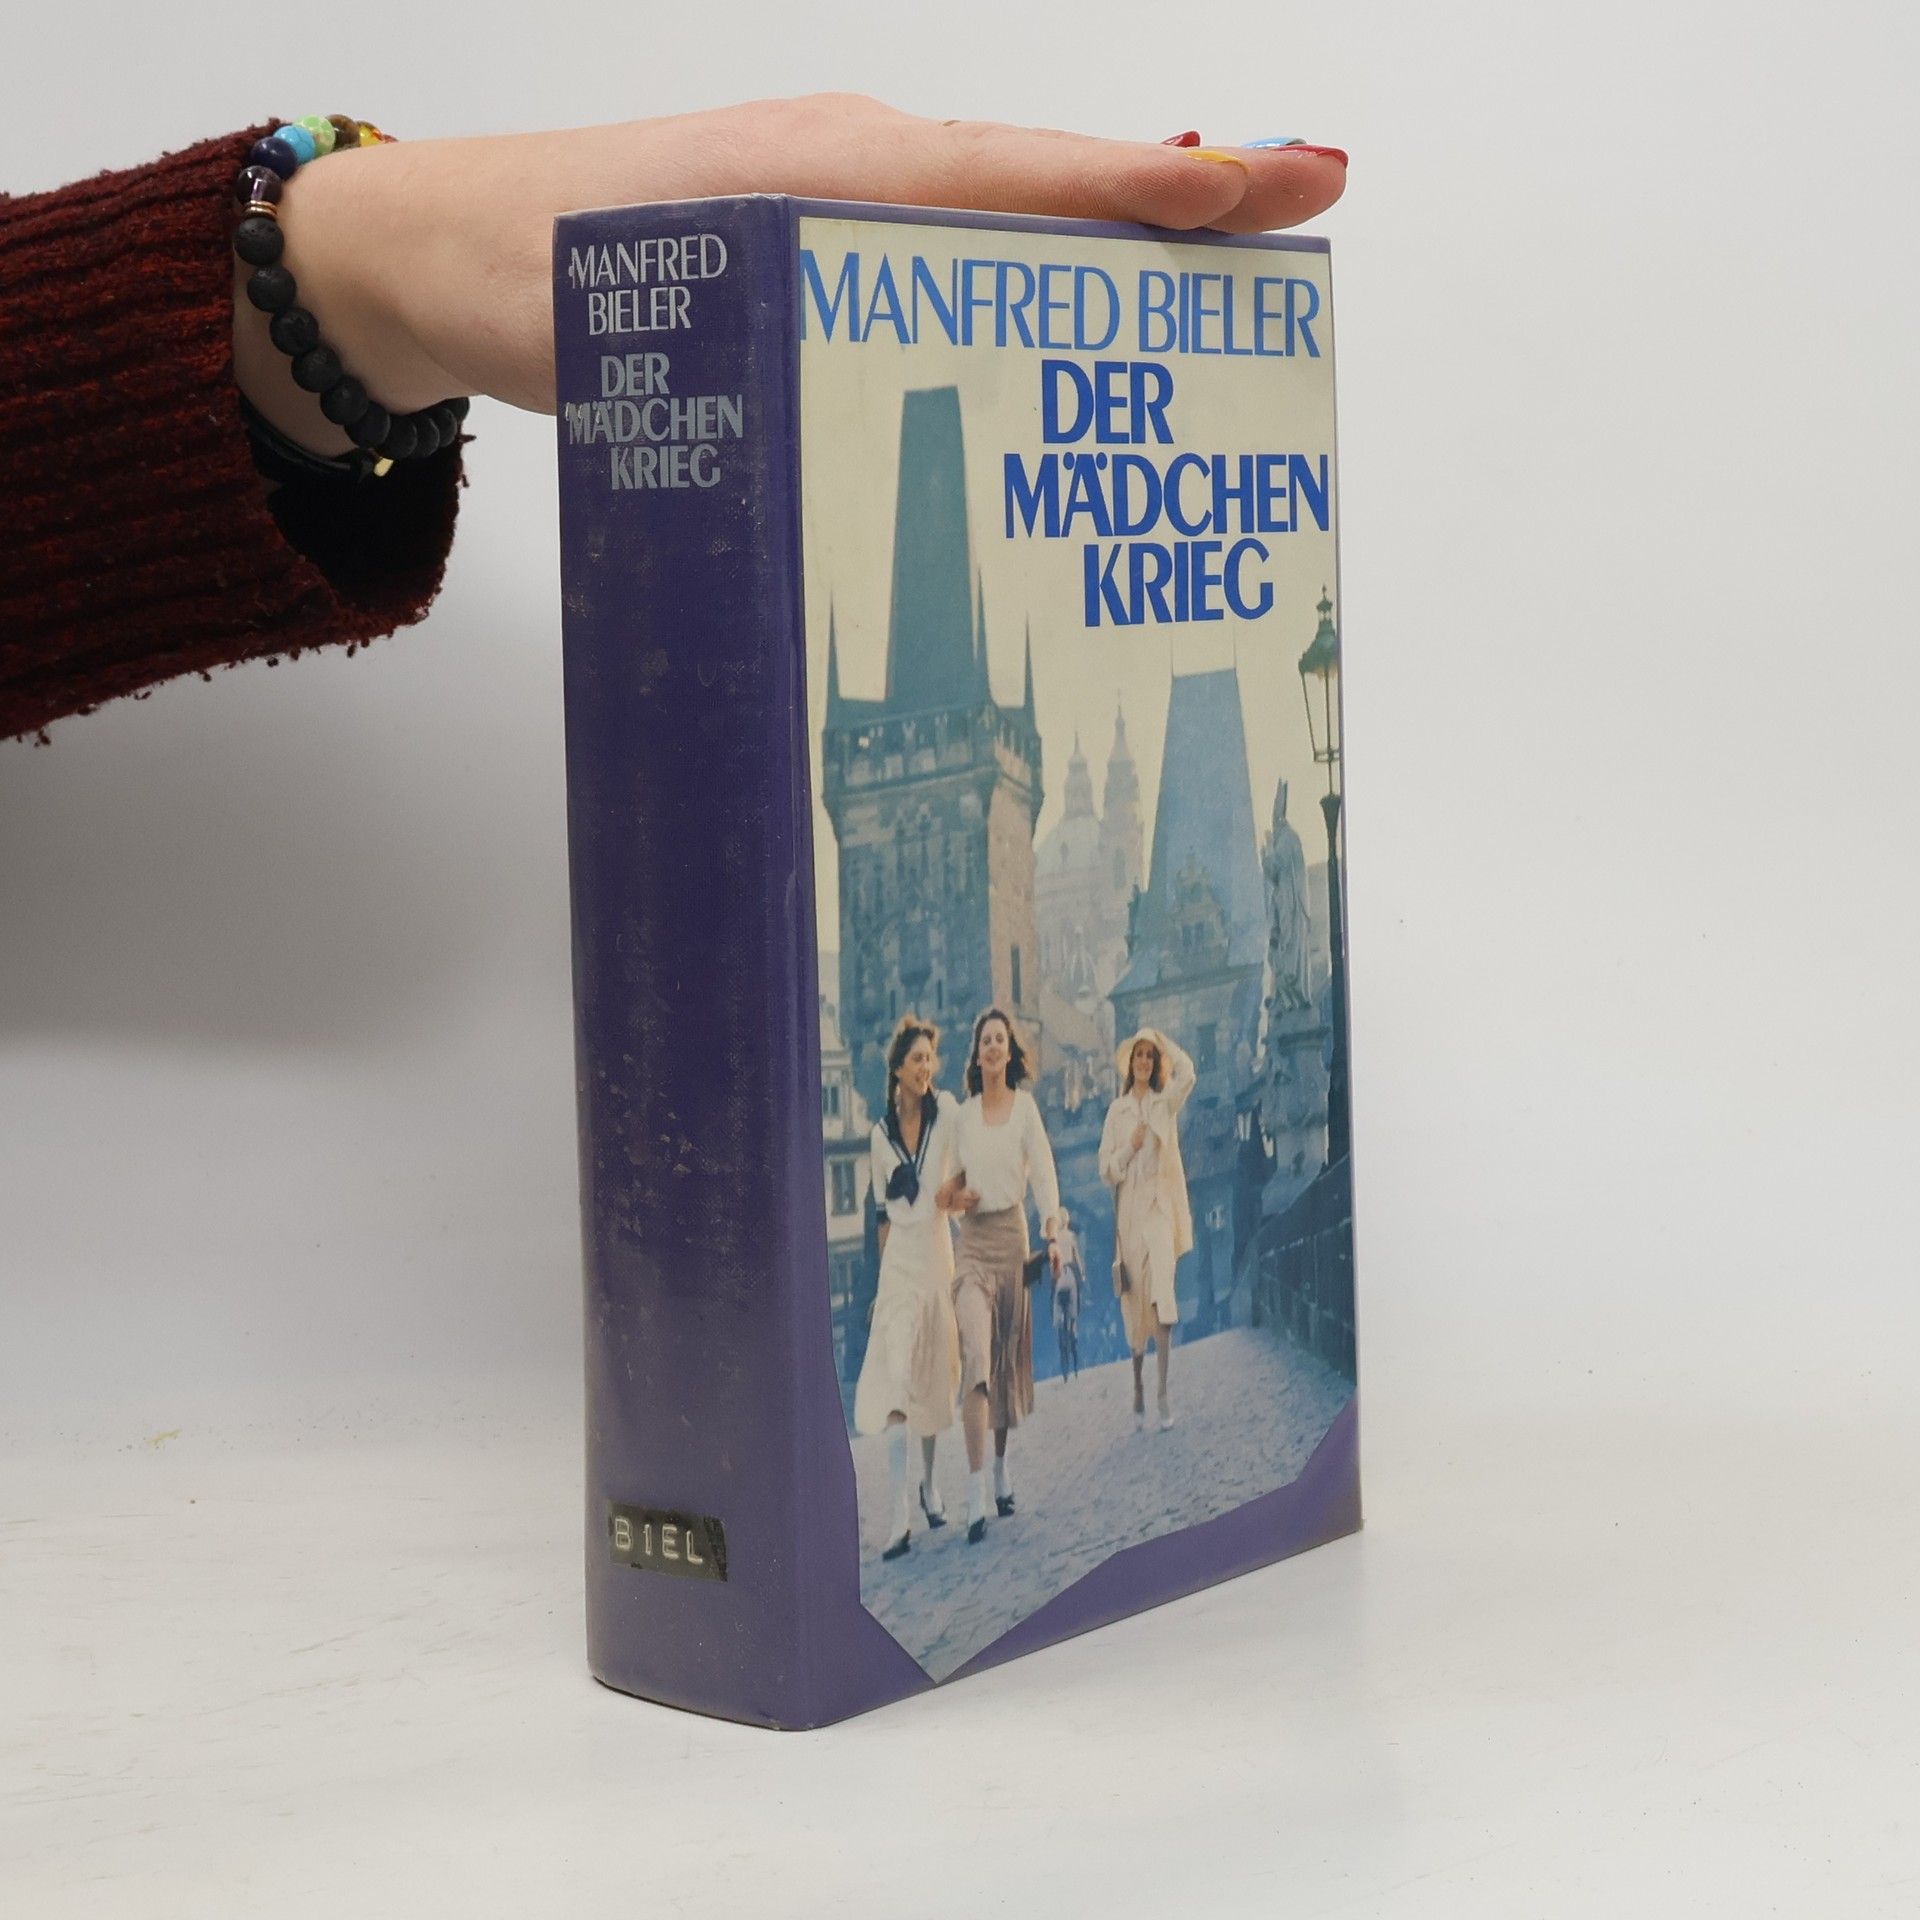 MANFRED
BIELER
DER
MÄDCHEN
KRIEG
BIEL
MANFRED BIELER
DER
MÄDCHEN
KRIEG